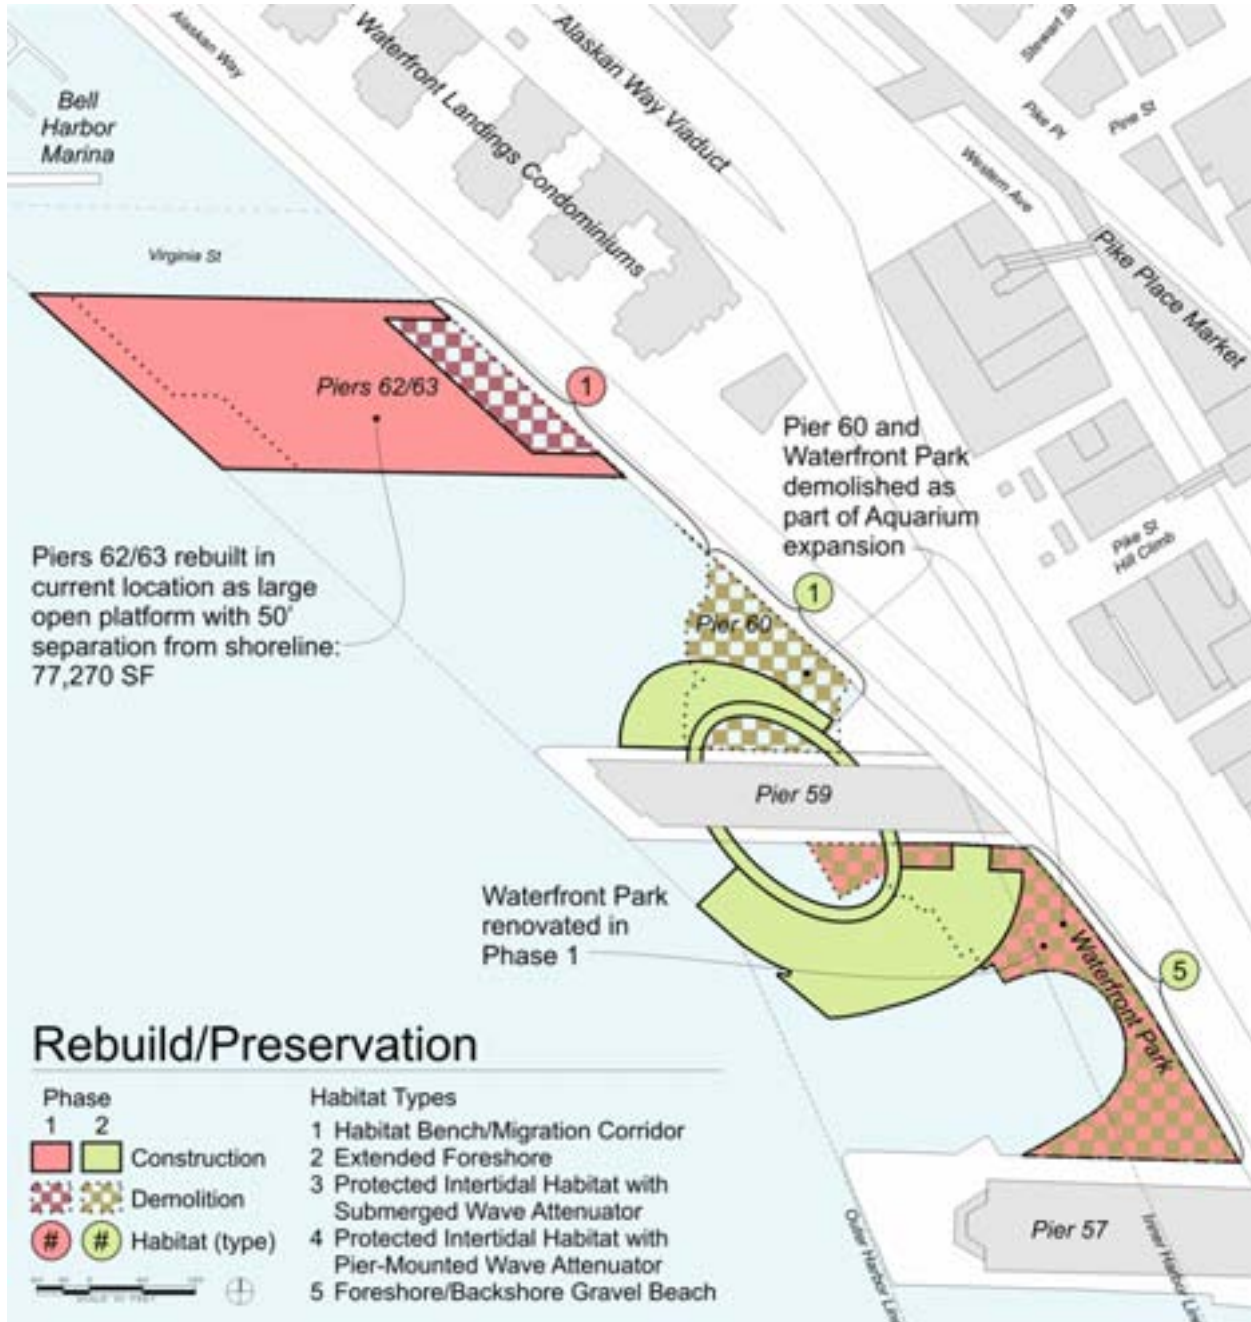 Alaskan Way
Waterfront Landings Condominiums
Alaskan Way Viaduct
Stewart St
Pike Pl
Pine St
Western Ave
Pike Place Market
Bell
Harbor
Marina
Virginia St
Piers 62/63
1
Pier 60 and
Waterfront Park
demolished as
part of Aquarium
expansion
Pike St
Hill Climb
Piers 62/63 rebuilt in
current location as large
open platform with 50'
separation from shoreline:
77,270 SF
1
Pier 60
Pier 59
Waterfront Park
renovated in
Phase 1
Waterfront Park
5
Rebuild/Preservation
Phase
1 2
Construction
Demolition
# # Habitat (type)
SCALE IN FEET
Habitat Types
1 Habitat Bench/Migration Corridor
2 Extended Foreshore
3 Protected Intertidal Habitat with
Submerged Wave Attenuator
4 Protected Intertidal Habitat with
Pier-Mounted Wave Attenuator
5 Foreshore/Backshore Gravel Beach
Pier 57
Outer Harbor Line
Inner Harbor Line